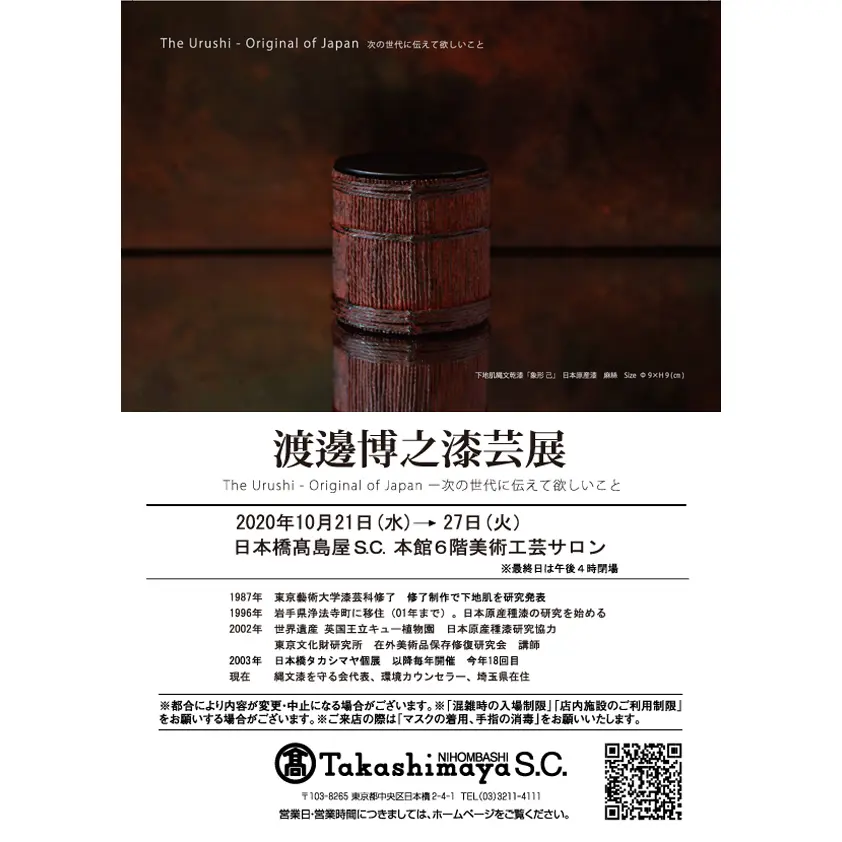 The Urushi - Original of Japan 次の世代に伝えて欲しいこと
下地肌縄文乾漆「象形 己」 日本原産漆 麻緒 Size Φ9×H9(㎝)
渡邊博之漆芸展
The Urushi - Original of Japan ー次の世代に伝えて欲しいこと
2020年10月21日(水)→ 27日(火)
日本橋髙島屋S.C. 本館6階美術工芸サロン
※最終日は午後4時閉場
1987年 東京藝術大学漆芸科修了 修了制作で下地肌を研究発表
1996年 岩手県浄法寺町に移住(01年まで)。日本原産種漆の研究を始める
2002年 世界遺産 英国王立キュー植物園 日本原産種漆研究協力
東京文化財研究所 在外美術品保存修復研究会 講師
2003年 日本橋タカシマヤ個展 以降毎年開催 今年18回目
現在 縄文漆を守る会代表、環境カウンセラー、埼玉県在住
※都合により内容が変更・中止になる場合がございます。※「混雑時の入場制限」「店内施設のご利用制限」
をお願いする場合がございます。※ご来店の際は「マスクの着用、手指の消毒」をお願いいたします。
髙 Takashimaya NIHOMBASHI S.C.
〒103-8265 東京都中央区日本橋2-4-1 TEL(03)3211-4111
営業日・営業時間につきましては、ホームページをご覧ください。